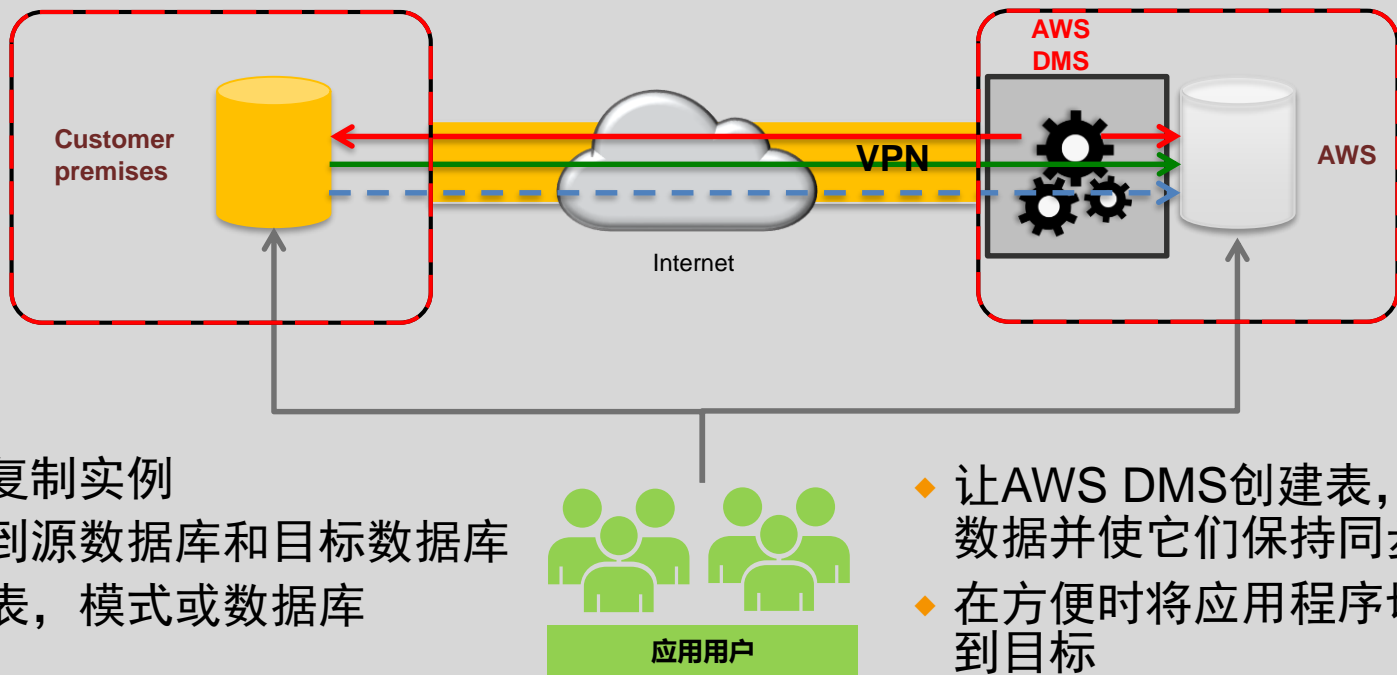 AWS
DMS
Customer
premises
VPN
AWS
Internet
复制实例
到源数据库和目标数据库
表，模式或数据库
让AWS DMS创建表，
数据并使它们保持同
在方便时将应用程序
到目标
应用用户